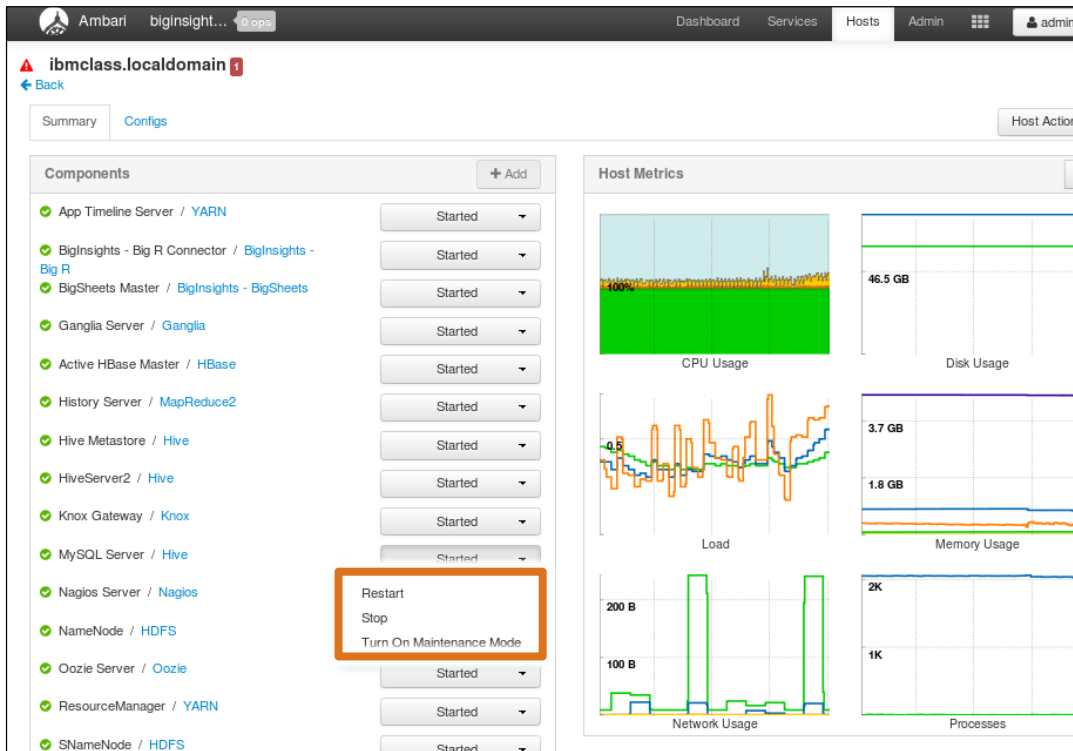 Ambari biginsight... 0 ops Dashboard Services Hosts Admin admin
ibmclass.localdomain 1
Back
Summary Configs Host Action
Components + Add
App Timeline Server / YARN Started
BigInsights - Big R Connector / BigInsights - Started
Big R
BigSheets Master / BigInsights - BigSheets Started
Ganglia Server / Ganglia Started
Active HBase Master / HBase Started
History Server / MapReduce2 Started
Hive Metastore / Hive Started
HiveServer2 / Hive Started
Knox Gateway / Knox Started
MySQL Server / Hive Started
Nagios Server / Nagios
NameNode / HDFS
Restart
Stop
Turn On Maintenance Mode
Oozie Server / Oozie Started
ResourceManager / YARN Started
SNameNode / HDFS Started
Host Metrics
100%
CPU Usage
46.5 GB
Disk Usage
0.5
Load
3.7 GB
1.8 GB
Memory Usage
200 B
100 B
Network Usage
2K
1K
Processes